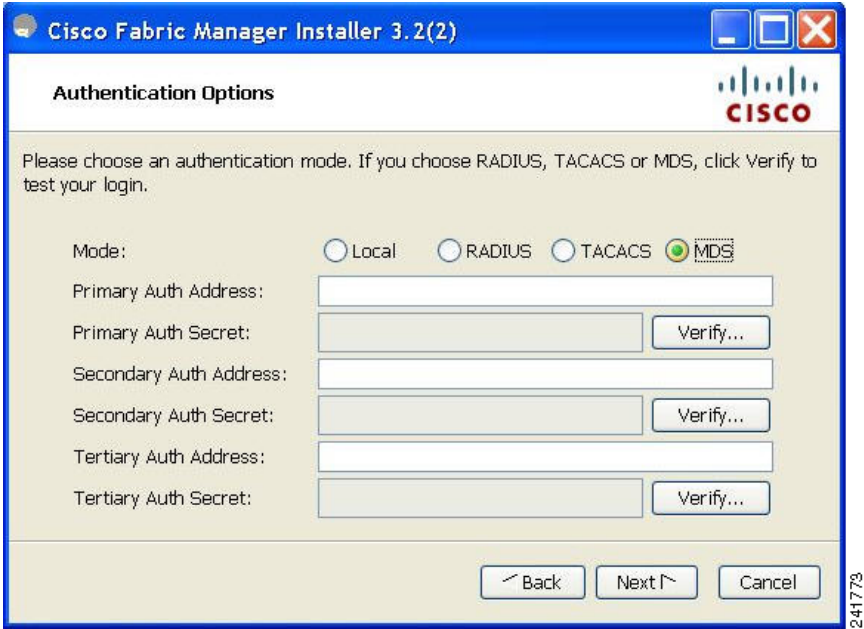 Cisco Fabric Manager Installer 3.2(2)
Authentication Options
CISCO
Please choose an authentication mode. If you choose RADIUS, TACACS or MDS, click Verify to
test your login.
Mode: Local RADIUS TACACS MDS
Primary Auth Address:
Primary Auth Secret: Verify...
Secondary Auth Address:
Secondary Auth Secret: Verify...
Tertiary Auth Address:
Tertiary Auth Secret: Verify...
Back Next Cancel
241773